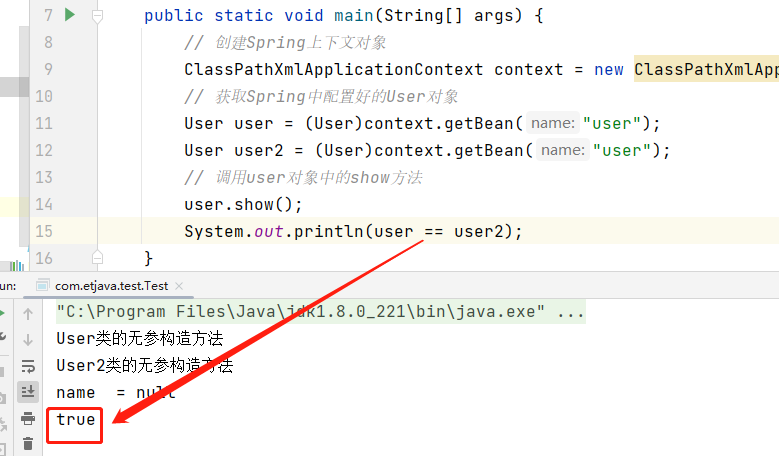 7 public static void main(String[] args) {
8 // 创建Spring上下文对象
9 ClassPathXmlApplicationContext context = new ClassPathXmlApp
10 // 获取Spring中配置好的User对象
11 User user = (User)context.getBean( name: "user");
12 User user2 = (User)context.getBean( name: "user");
13 // 调用user对象中的show方法
14 user.show();
15 System.out.println(user == user2);
16 }
un: com.etjava.test.Test ×
"C:\Program Files\Java\jdk1.8.0_221\bin\java.exe" ...
User类的无参构造方法
User2类的无参构造方法
name = null
true